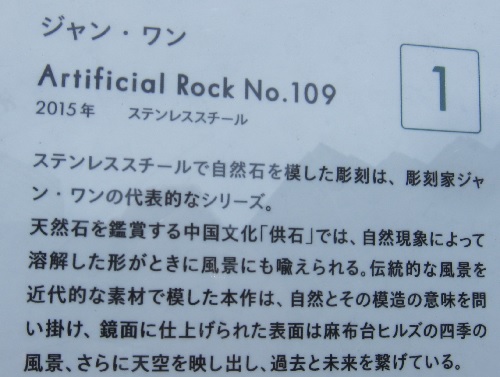 ジャン・ワン
Artificial Rock No.109
1
2015年 ステンレススチール
ステンレススチールで自然石を模した彫刻は、彫刻家ジャ
ン・ワンの代表的なシリーズ。
天然石を鑑賞する中国文化「供石」では、自然現象によって
溶解した形がときに風景にも喩えられる。伝統的な風景を
近代的な素材で模した本作は、自然とその模造の意味を問
い掛け、鏡面に仕上げられた表面は麻布台ヒルズの四季の
風景、さらに天空を映し出し、過去と未来を繋げている。